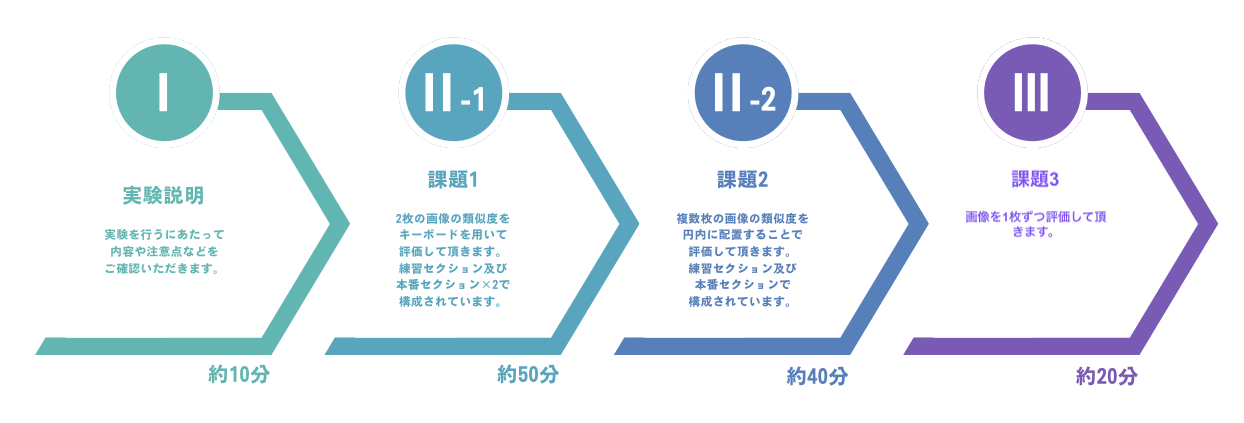 I
実験説明
実験を行うにあたって
内容や注意点などを
ご確認いただきます。
約10分
II-1
課題1
2枚の画像の類似度を
キーボードを用いて
評価して頂きます。
練習セクション及び
本番セクション×2で
構成されています。
約50分
II-2
課題2
複数枚の画像の類似度を
円内に配置することで
評価して頂きます。
練習セクション及び
本番セクションで
構成されています。
約40分
III
課題3
画像を1枚ずつ評価して頂
きます。
約20分